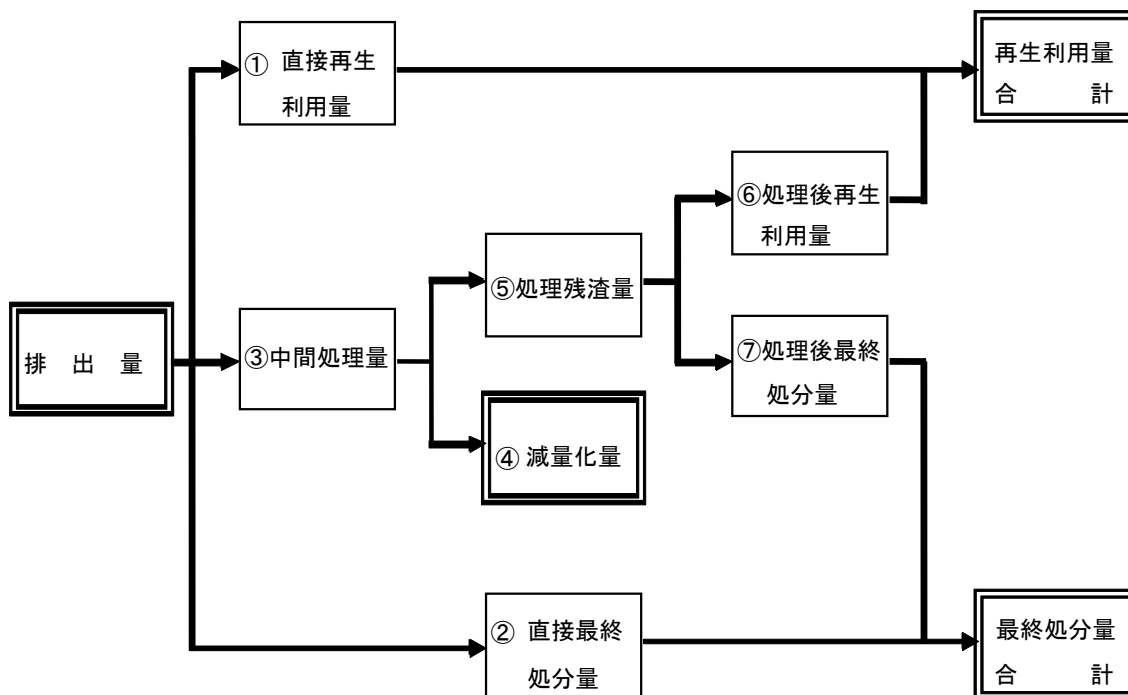 ① 直接再生
利用量
再生利用量
合 計
⑥処理後再生
利用量
⑤処理残渣量
排 出 量
③中間処理量
⑦処理後最終
処分量
④ 減量化量
② 直接最終
処分量
最終処分量
合 計